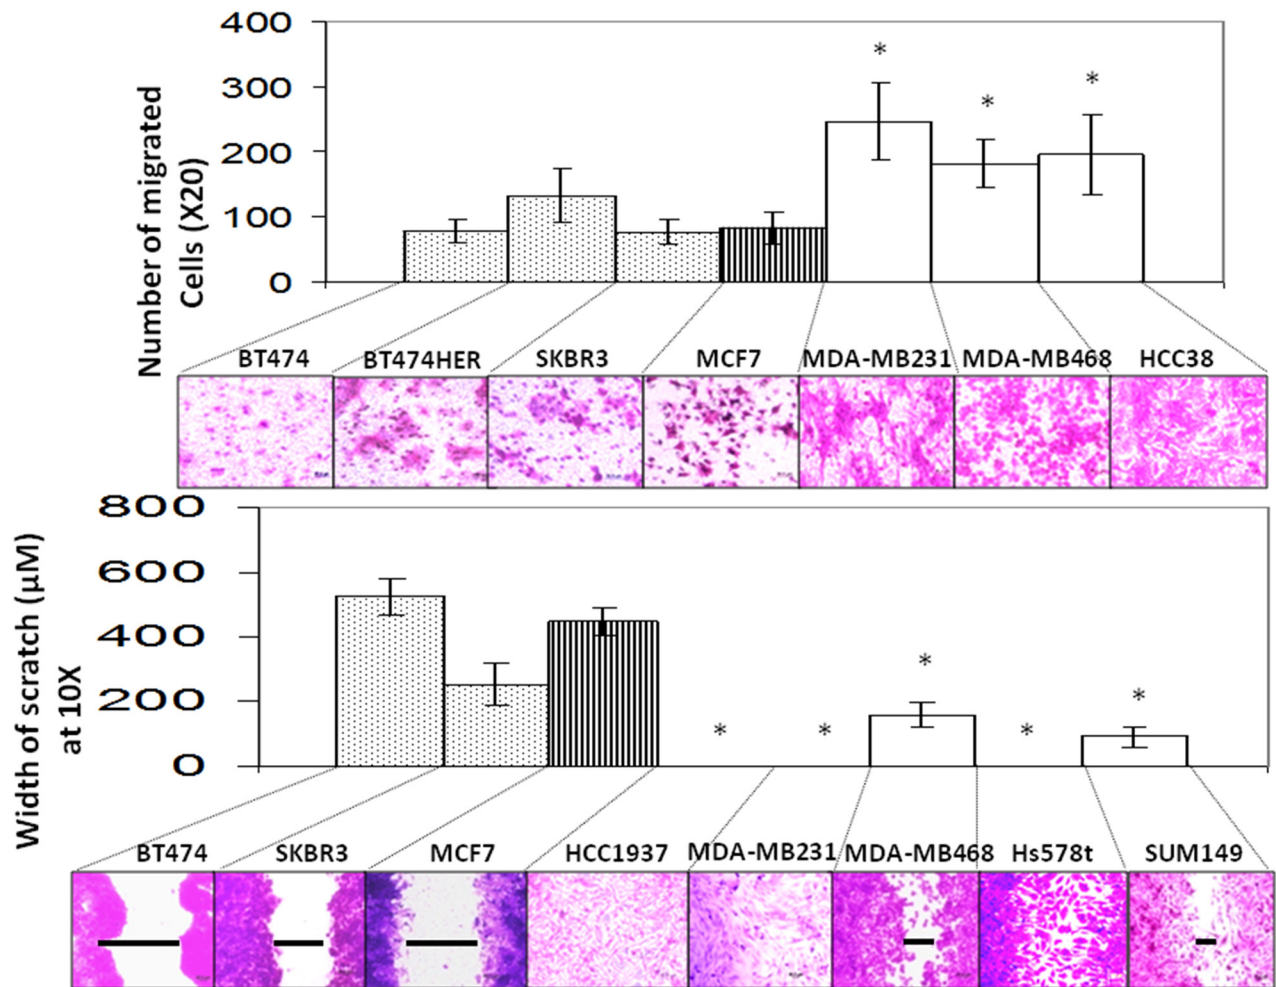 400
300
200
100
0
Number of migrated
Cells (X20)
*
*
*
BT474
BT474HER
SKBR3
MCF7
MDA-MB231
MDA-MB468
HCC38
800
600
400
200
0
Width of scratch (μM)
at 10X
*
*
*
*
*
BT474
SKBR3
MCF7
HCC1937
MDA-MB231
MDA-MB468
Hs578t
SUM149